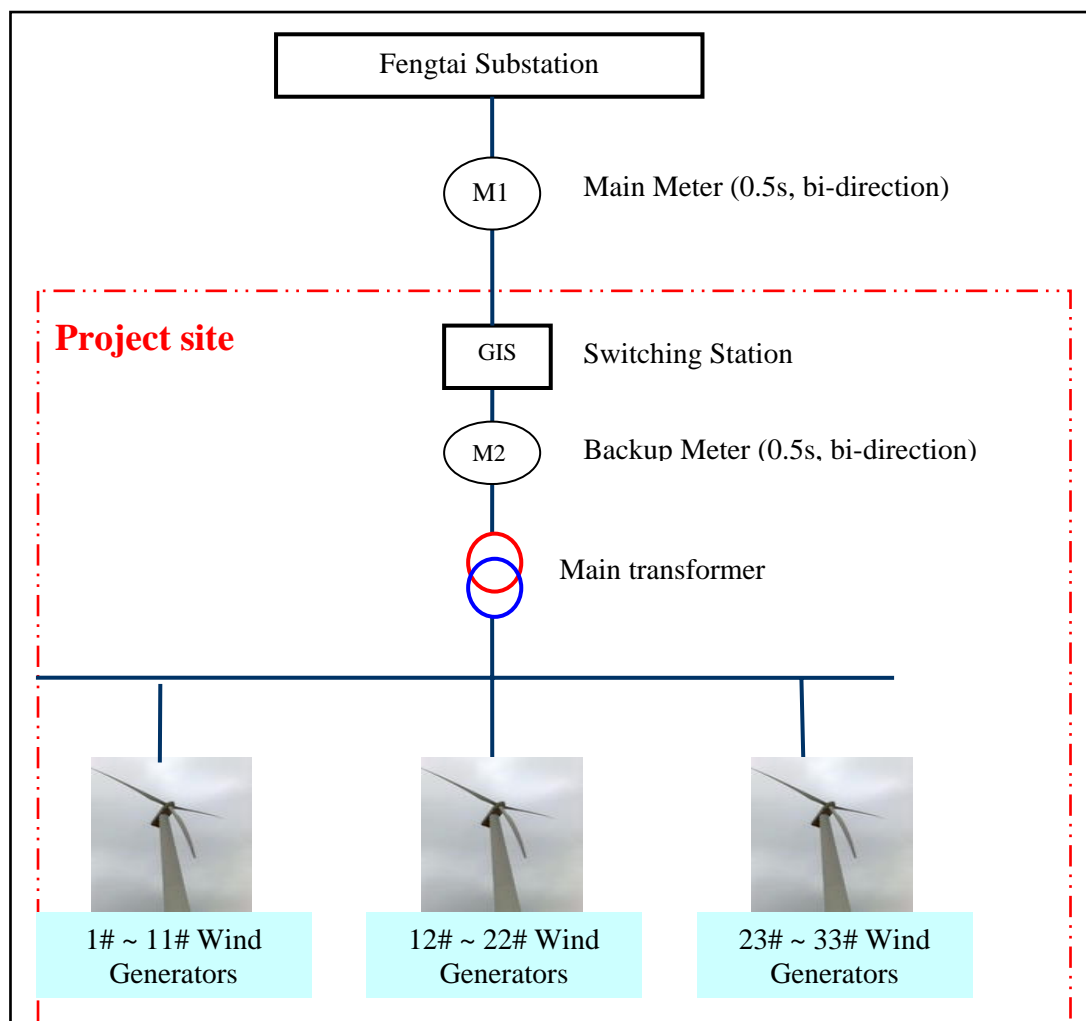 Fengtai Substation
M1
Main Meter (0.5s, bi-direction)
Project site
GIS
Switching Station
M2
Backup Meter (0.5s, bi-direction)
Main transformer
1# ~ 11# Wind
Generators
12# ~ 22# Wind
Generators
23# ~ 33# Wind
Generators